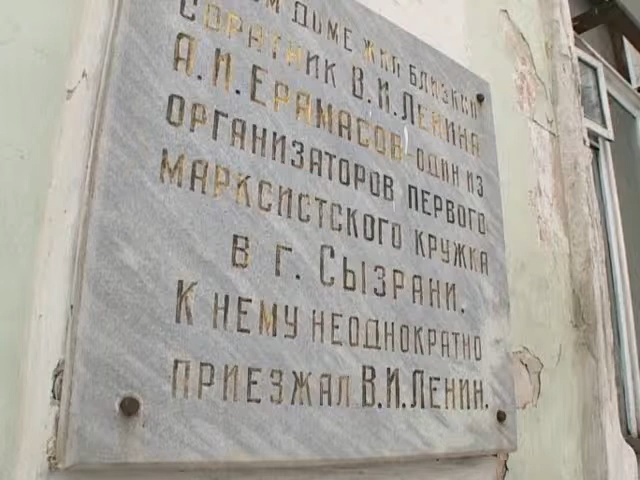 ДОМЕ ЖИЛ БЛИЗКИЙ
СОРАТНИК В.И.ЛЕНИНА
А.И.ЕРАМАСОВ-ОДИН ИЗ
ОРГАНИЗАТОРОВ ПЕРВОГО
МАРКСИСТСКОГО КРУЖКА
В Г. СЫЗРАНИ.
К НЕМУ НЕОДНОКРАТНО
ПРИЕЗЖАЛ В.И.ЛЕНИН.